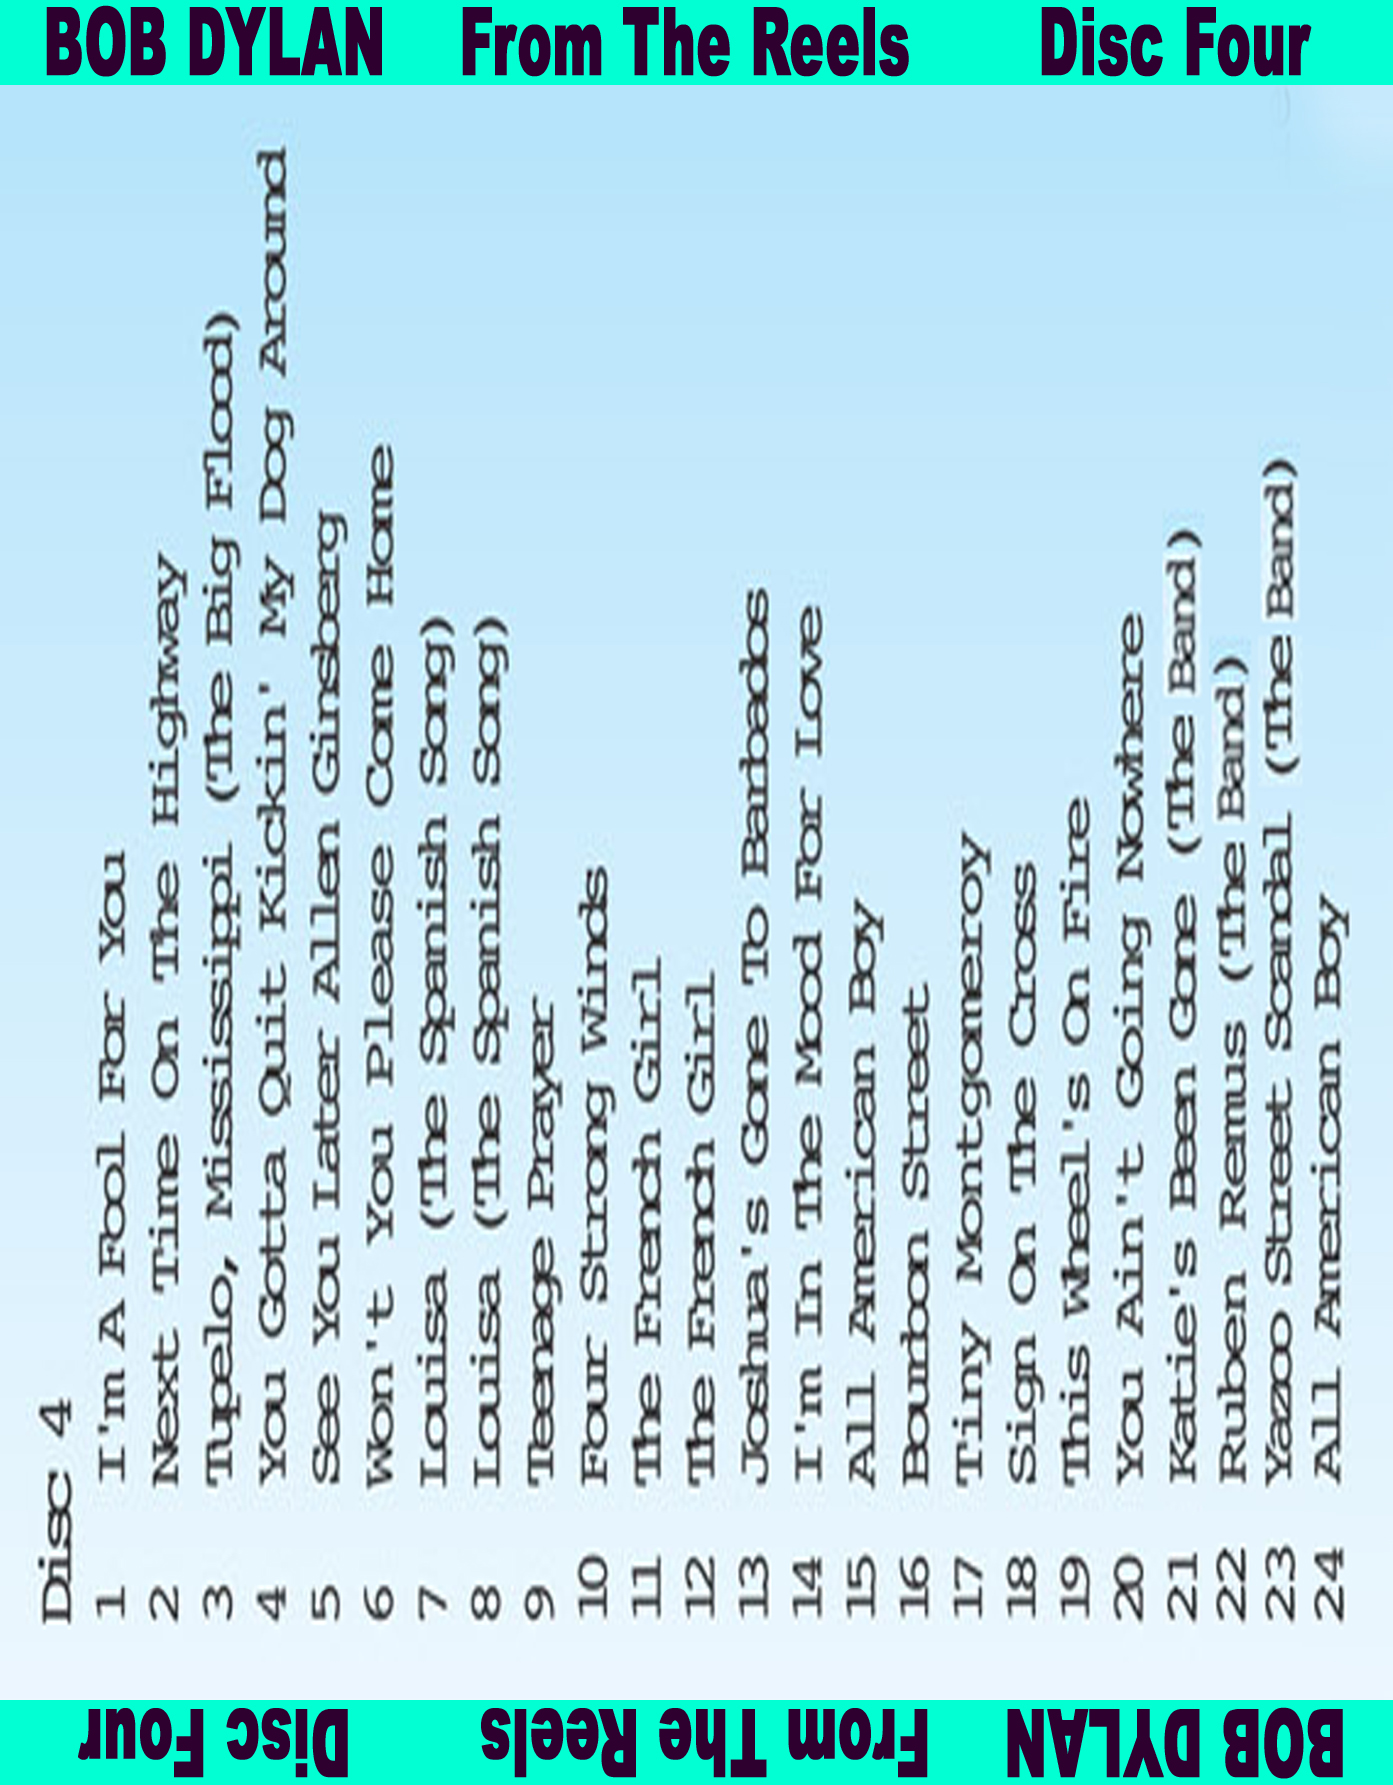 BOB DYLAN From The Reels Disc Four
Disc 4
1 I'm A Fool For You
2 Next Time On The Highway
3 Tupelo, Mississippi (The Big Flood)
4 You Gotta Quit Kickin' My Dog Around
5 See You Later Allen Ginsberg
6 Won't You Please Come Home
7 Louisa (The Spanish Song)
8 Louisa (The Spanish Song)
9 Teenage Prayer
10 Four Strong Winds
11 The French Girl
12 The French Girl
13 Joshua's Gone To Barbados
14 I'm In The Mood For Love
15 All American Boy
16 Bourbon Street
17 Tiny Montgomeroy
18 Sign On The Cross
19 This Wheel's On Fire
20 You Ain't Going Nowhere
21 Katie's Been Gone (The Band)
22 Ruben Remus (The Band)
23 Yazoo Street Scandal (The Band)
24 All American Boy
BOB DYLAN From The Reels Disc Four